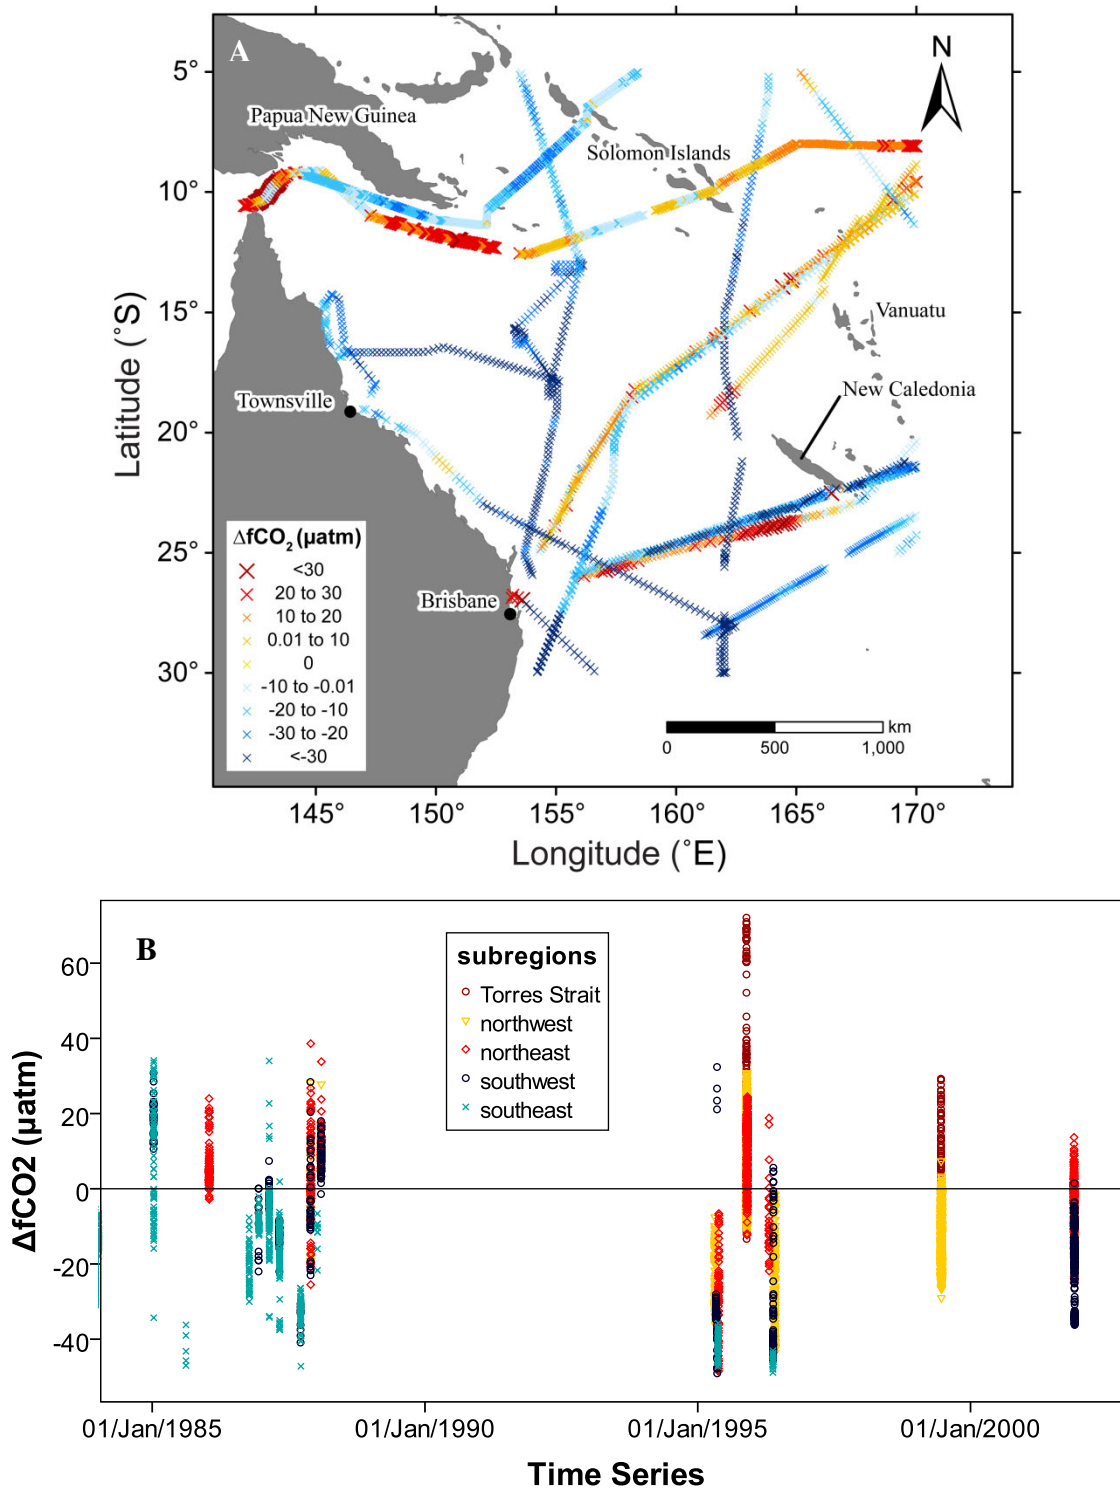 A
N
5°
10°
15°
20°
25°
30°
Latitude (˚S)
Papua New Guinea
Solomon Islands
Vanuatu
New Caledonia
Townsville
Brisbane
ΔfCO2 (µatm)
<30
20 to 30
10 to 20
0.01 to 10
0
-10 to -0.01
-20 to -10
-30 to -20
<-30
km
0 500 1,000
145° 150° 155° 160° 165° 170°
Longitude (˚E)
B
60
40
20
0
-20
-40
ΔfCO2 (µatm)
subregions
Torres Strait
northwest
northeast
southwest
southeast
01/Jan/1985 01/Jan/1990 01/Jan/1995 01/Jan/2000
Time Series